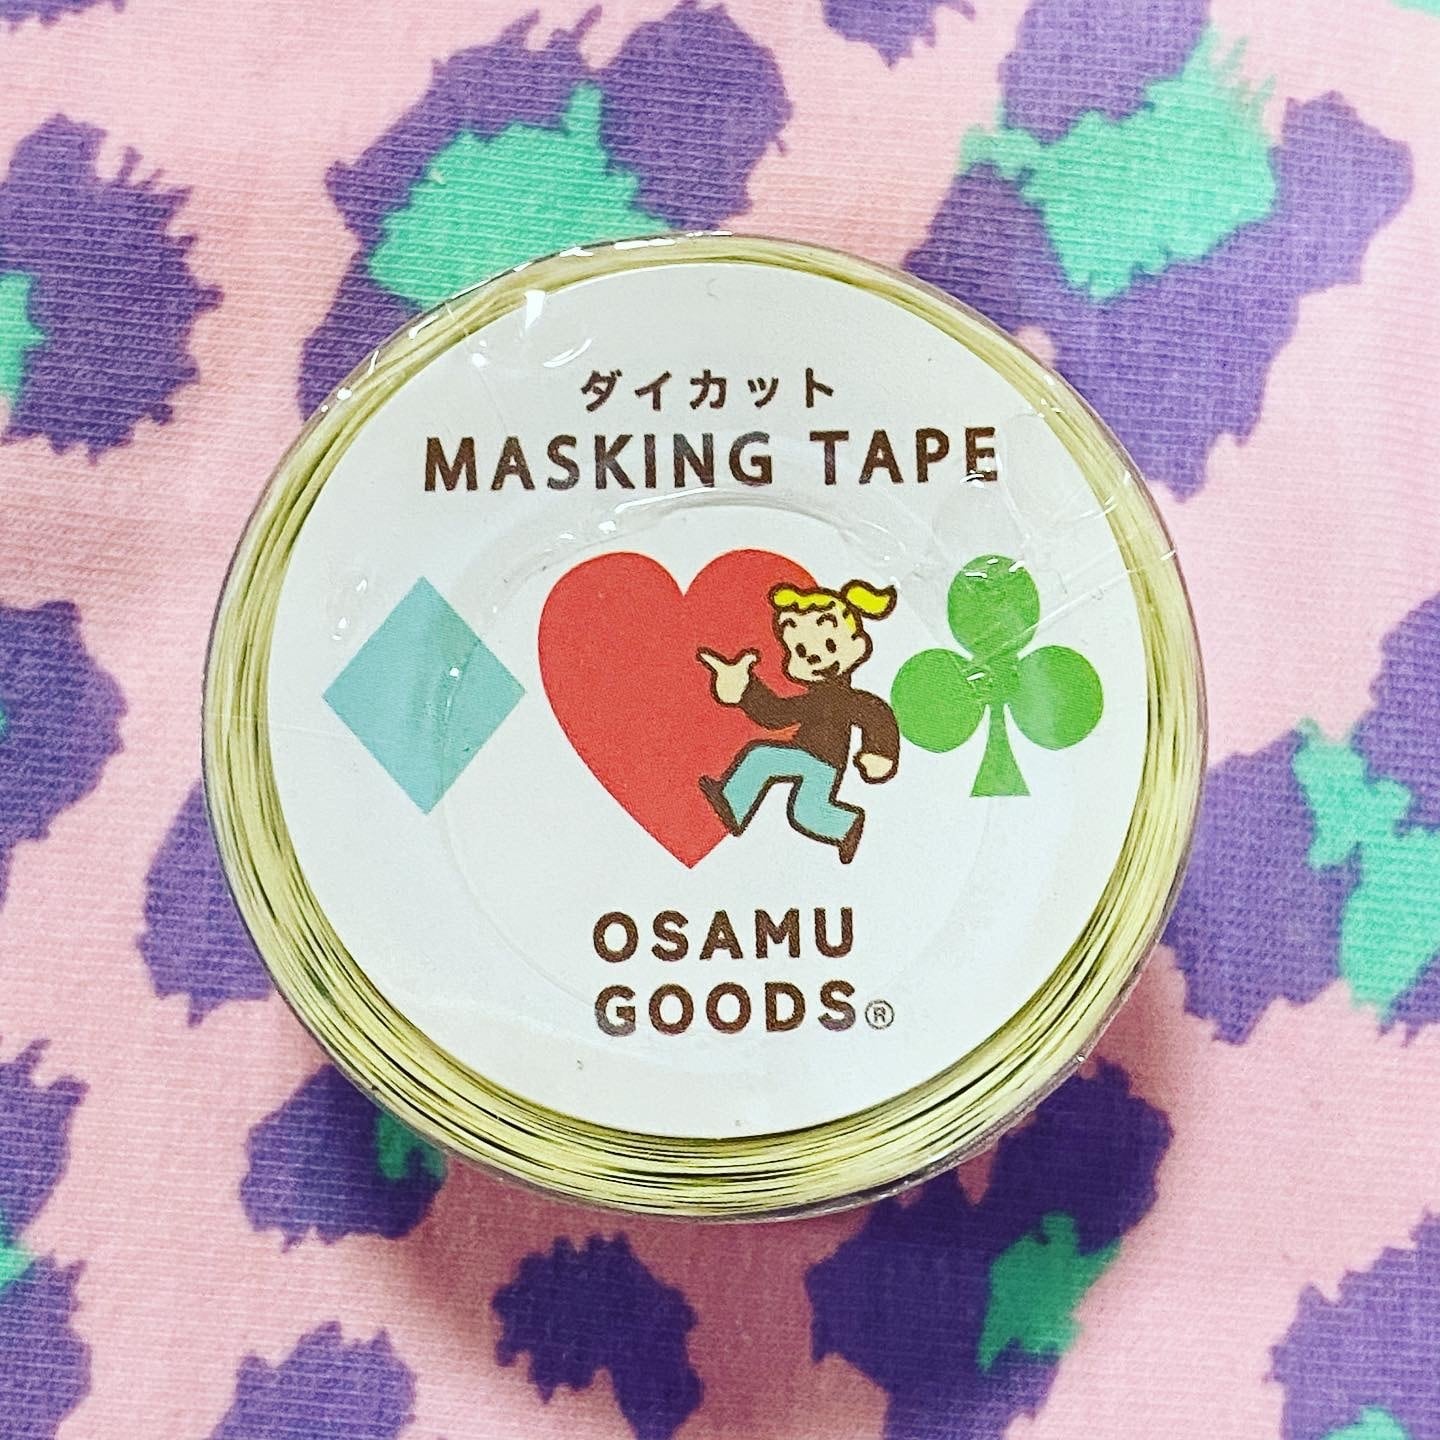 ダイカット
MASKING TAPE
OSAMU
GOODS®